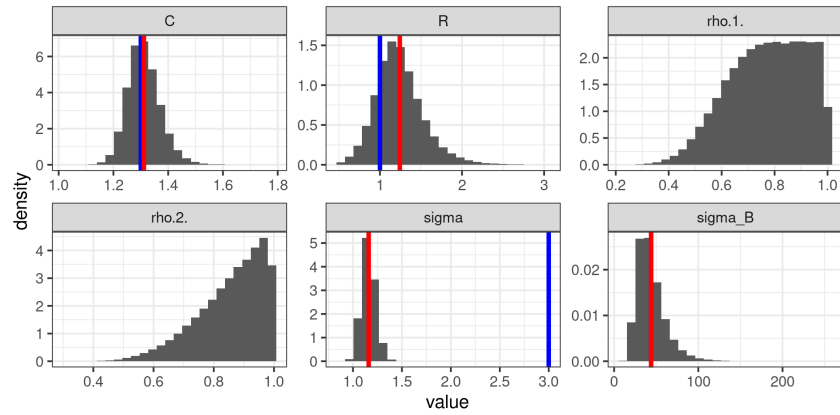 C R rho.1.
6 4 2 0
1.0 1.2 1.4 1.6 1.8
1.5 1.0 0.5 0.0
1 2 3
2.0 1.5 1.0 0.5 0.0
0.2 0.4 0.6 0.8 1.0
density
rho.2. sigma sigma_B
4 3 2 1 0
0.4 0.6 0.8 1.0
5 4 3 2 1 0
1.0 1.5 2.0 2.5 3.0
0.02 0.01 0.00
0 100 200
value